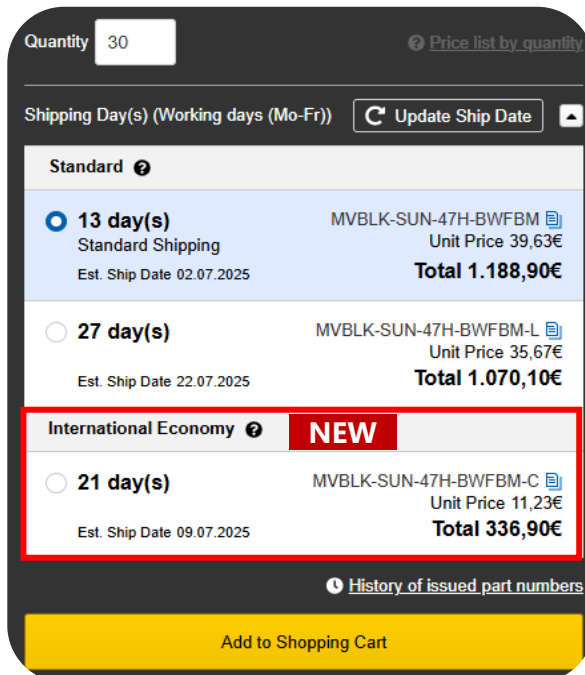 Quantity 30 Price list by quantity
Shipping Day(s) (Working days (Mo-Fr)) Update Ship Date
Standard
13 day(s) MVBLK-SUN-47H-BWFBM
Standard Shipping Unit Price 39,63€
Est. Ship Date 02.07.2025 Total 1.188,90€
27 day(s) MVBLK-SUN-47H-BWFBM-L
Unit Price 35,67€
Est. Ship Date 22.07.2025 Total 1.070,10€
International Economy NEW
21 day(s) MVBLK-SUN-47H-BWFBM-C
Unit Price 11,23€
Est. Ship Date 09.07.2025 Total 336,90€
History of issued part numbers
Add to Shopping Cart